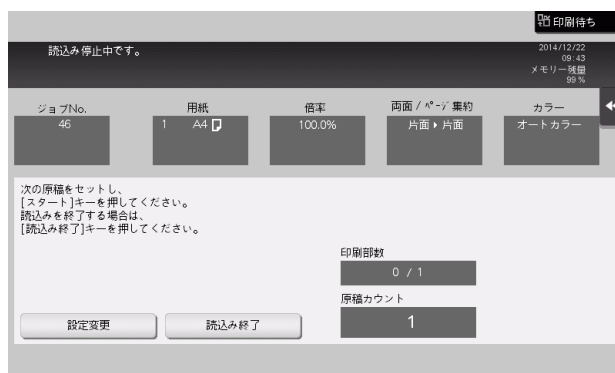 印刷待ち
読込み停止中です。
2014/12/22
09:43
メモリー残量
99 %
ジョブNo.
用紙
倍率
両面 / ﾍﾟｰｼﾞ集約
カラー
46
1 A4
100.0%
片面 ▶ 片面
オートカラー
次の原稿をセットし、
[スタート]キーを押してください。
読込みを終了する場合は、
[読込み終了]キーを押してください。
印刷部数
0 / 1
原稿カウント
1
設定変更
読込み終了